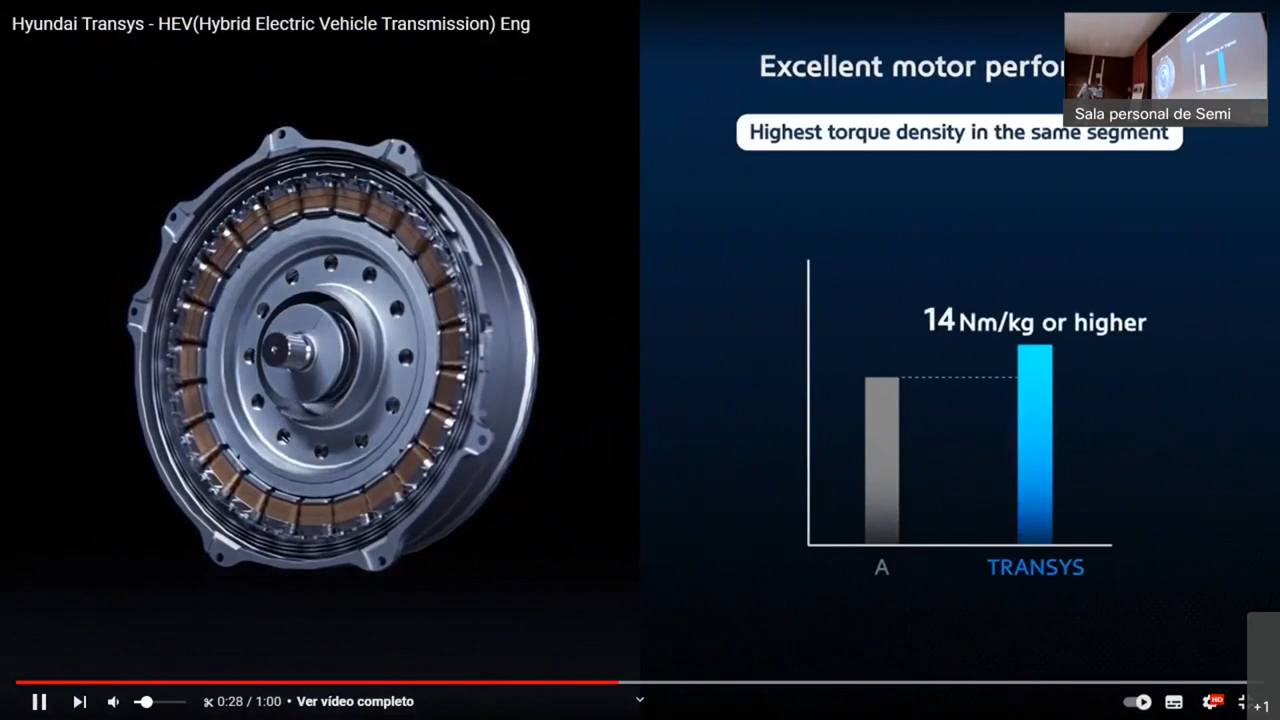 Hyundai Transys - HEV(Hybrid Electric Vehicle Transmission) Eng
Excellent motor perfor
Sala personal de Semi
Highest torque density in the same segment
14 Nm/kg or higher
A
TRANSYS
0:28 / 1:00 • Ver vídeo completo
HD
+1